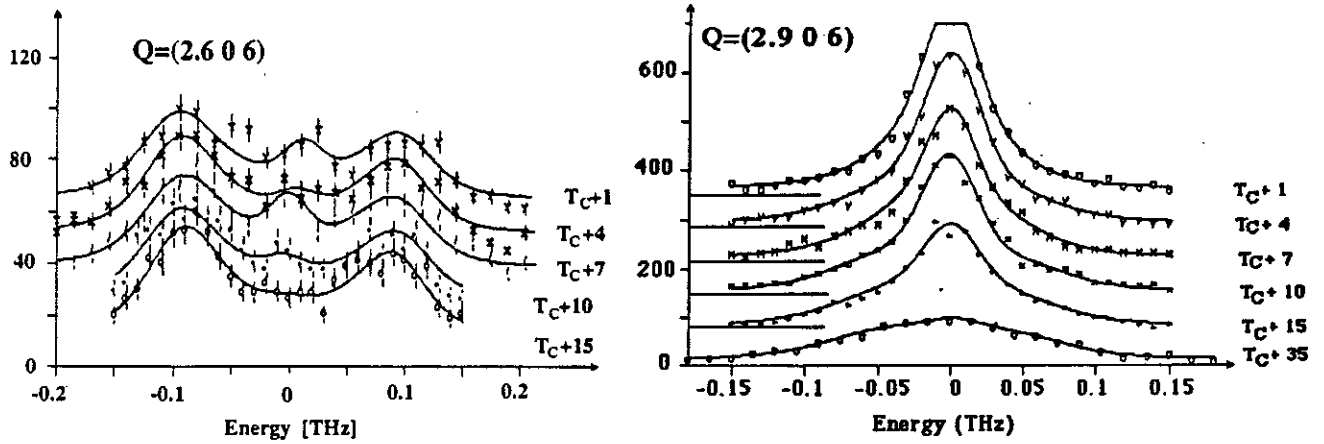 120
Q=(2.6 0 6)
80
40
0
T_C+1
T_C+4
T_C+7
T_C+10
T_C+15
-0.2
-0.1
0
0.1
0.2
Energy [THz]
Q=(2.9 0 6)
600
400
200
0
T_C+ 1
T_C+ 4
T_C+ 7
T_C+ 10
T_C+ 15
T_C+ 35
-0.15
-0.1
-0.05
0
0.05
0.1
0.15
Energy (THz)